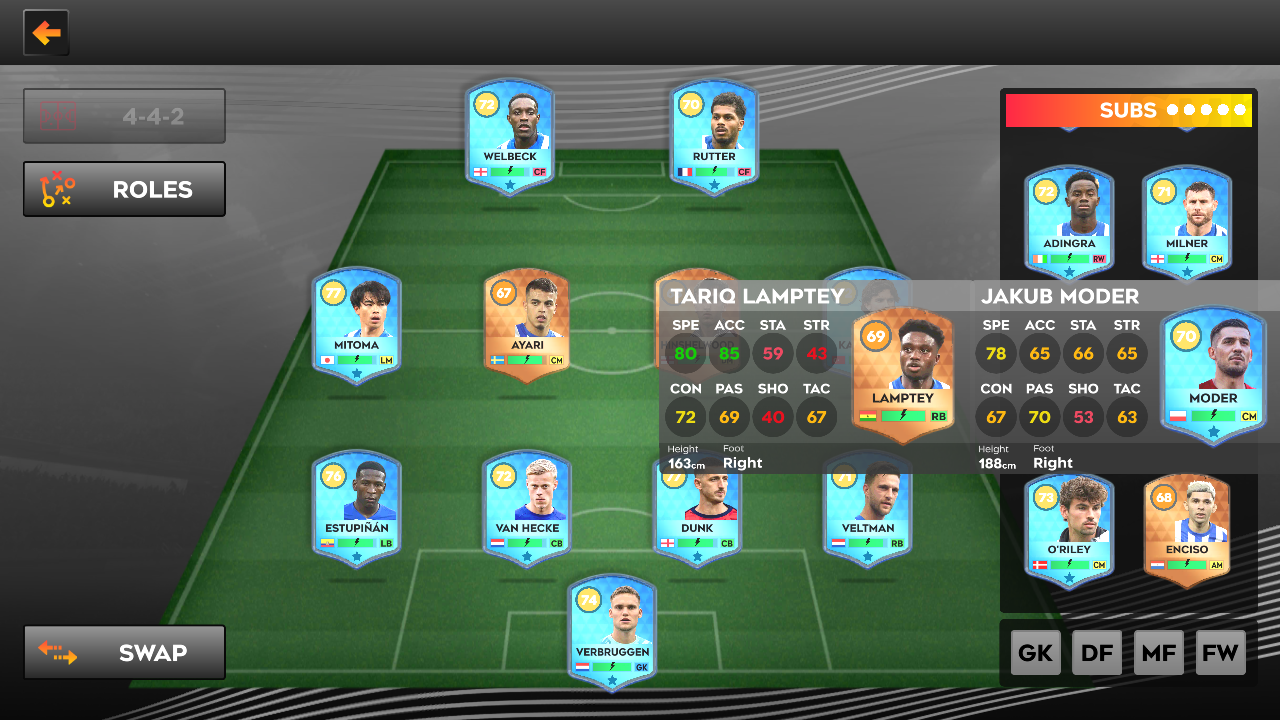 4-4-2
ROLES
SUBS
72
WELBECK
CF
70
RUTTER
CF
72
ADINGRA
RW
71
MILNER
CM
77
MITOMA
LM
67
AYARI
CM
TARIQ LAMPTEY
SPE ACC STA STR
80 85 59 43
CON PAS SHO TAC
72 69 40 67
Height Foot
163cm Right
69
LAMPTEY
RB
JAKUB MODER
SPE ACC STA STR
78 65 66 65
CON PAS SHO TAC
67 70 53 63
Height Foot
188cm Right
70
MODER
CM
76
ESTUPIÑÁN
LB
72
VAN HECKE
CB
77
DUNK
CB
71
VELTMAN
RB
73
O'RILEY
CM
68
ENCISO
AM
74
VERBRUGGEN
GK
SWAP
GK DF MF FW